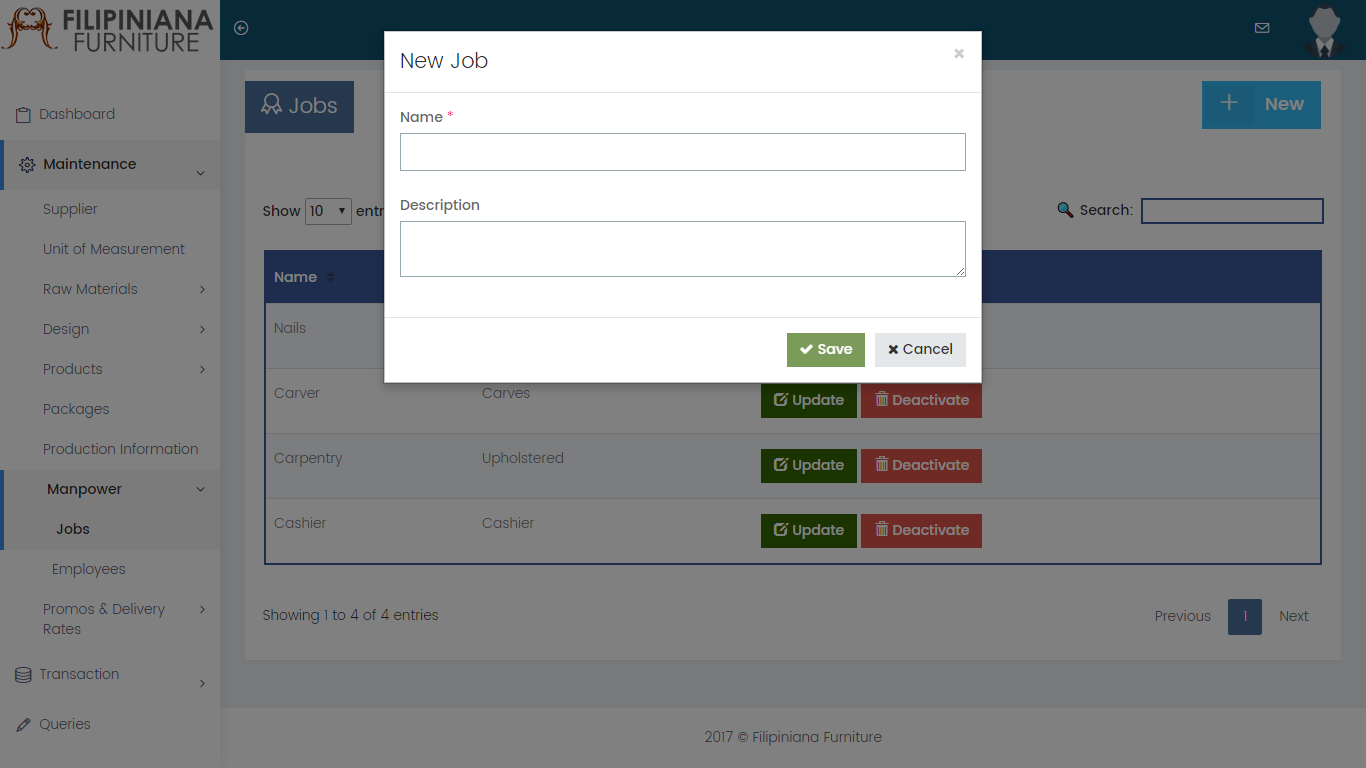 FILIPINIANA
FURNITURE
Dashboard
Maintenance
Supplier
Unit of Measurement
Raw Materials
Design
Products
Packages
Production Information
Manpower
Jobs
Employees
Promos & Delivery
Rates
Transaction
Queries
Jobs
New
New Job
×
Name *
Description
Save
Cancel
Show 10 entr
Search:
Name
Nails
Carver Carves Update Deactivate
Carpentry Upholstered Update Deactivate
Cashier Cashier Update Deactivate
Showing 1 to 4 of 4 entries
Previous 1 Next
2017 © Filipiniana Furniture